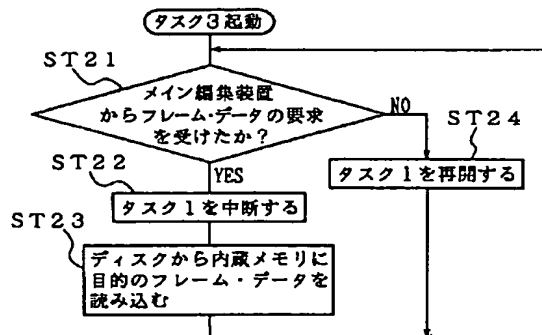 タスク3起動
ST21
メイン編集装置
からフレーム・データの要求
を受けたか?
NO
ST24
タスク1を再開する
YES
ST22
タスク1を中断する
ST23
ディスクから内蔵メモリに
目的のフレーム・データを
読み込む